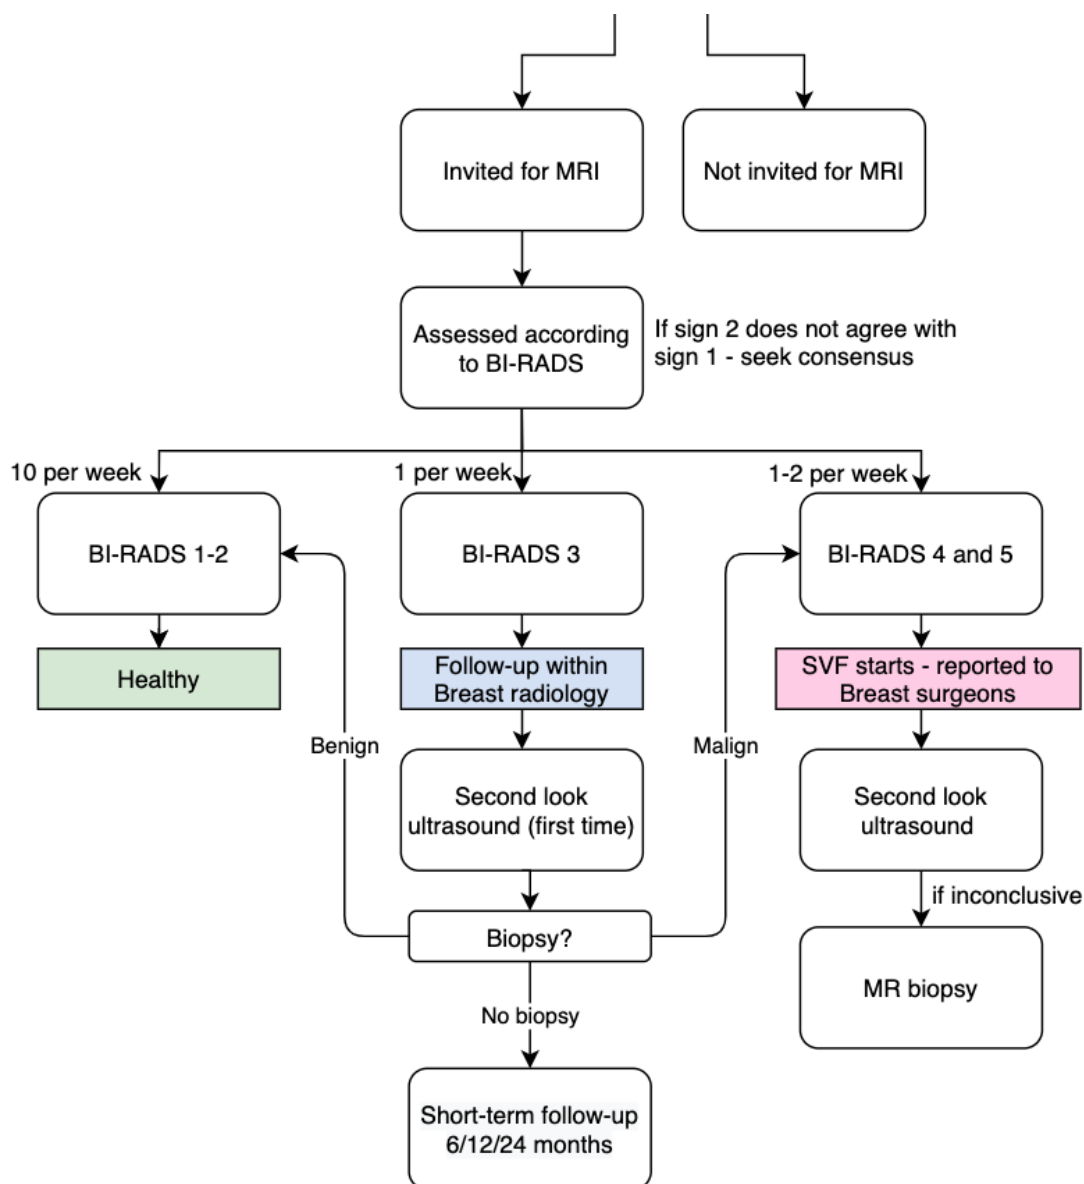 Invited for MRI
Not invited for MRI
Assessed according
to BI-RADS
If sign 2 does not agree with
sign 1 - seek consensus
10 per week
1 per week
1-2 per week
BI-RADS 1-2
BI-RADS 3
BI-RADS 4 and 5
Healthy
Follow-up within
Breast radiology
SVF starts - reported to
Breast surgeons
Benign
Malign
Second look
ultrasound (first time)
Second look
ultrasound
if inconclusive
Biopsy?
MR biopsy
No biopsy
Short-term follow-up
6/12/24 months